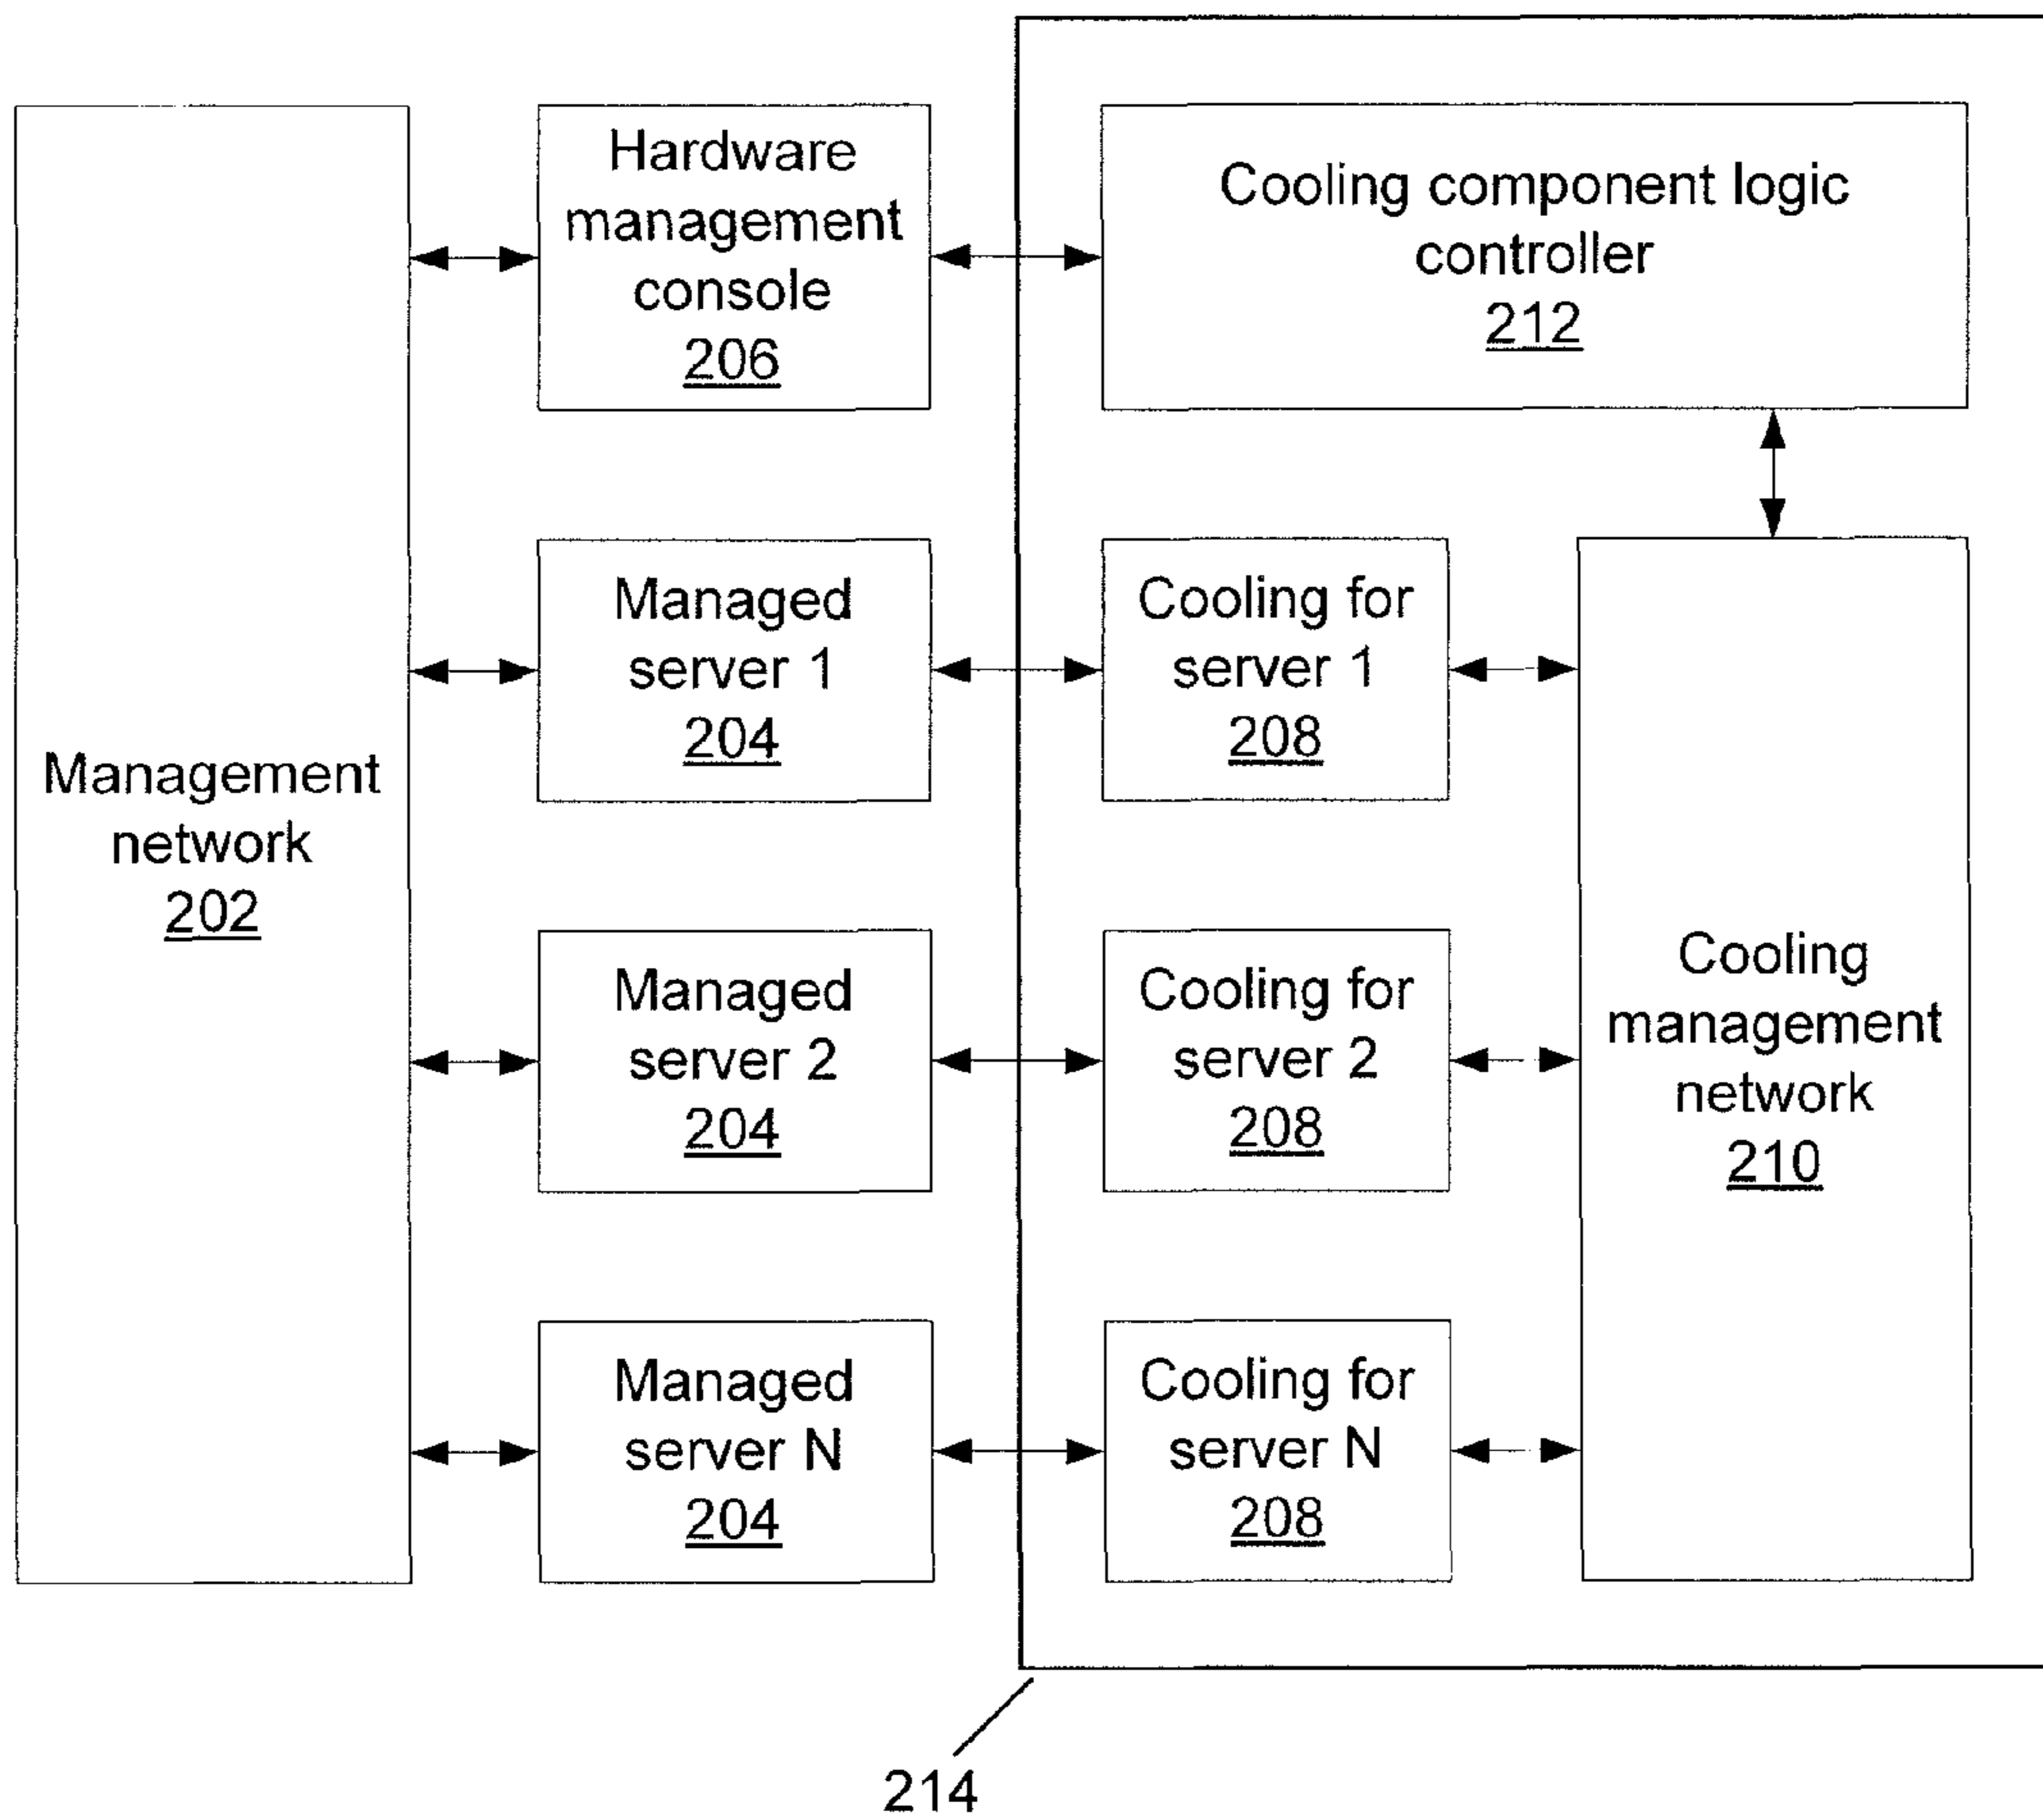 Hardware
management
console
206
Cooling component logic
controller
212
Management
network
202
Managed
server 1
204
Cooling for
server 1
208
Managed
server 2
204
Cooling for
server 2
208
Cooling
management
network
210
Managed
server N
204
Cooling for
server N
208
214